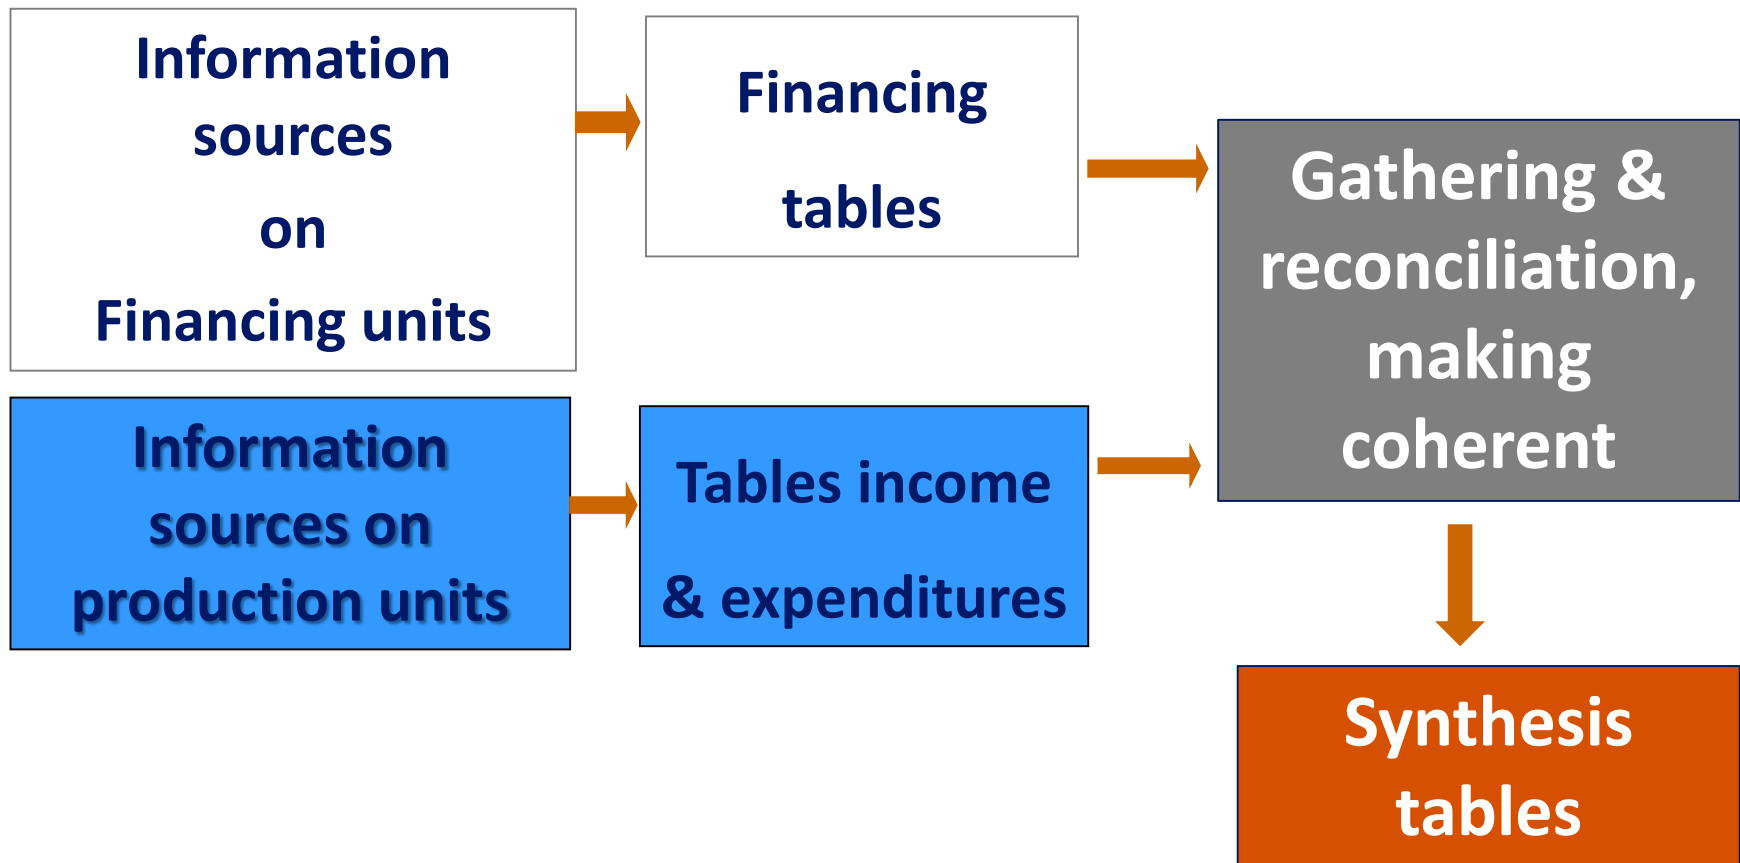 Information
sources
on
Financing units
Financing
tables
Gathering &
reconciliation,
making
coherent
Information
sources on
production units
Tables income
& expenditures
Synthesis
tables